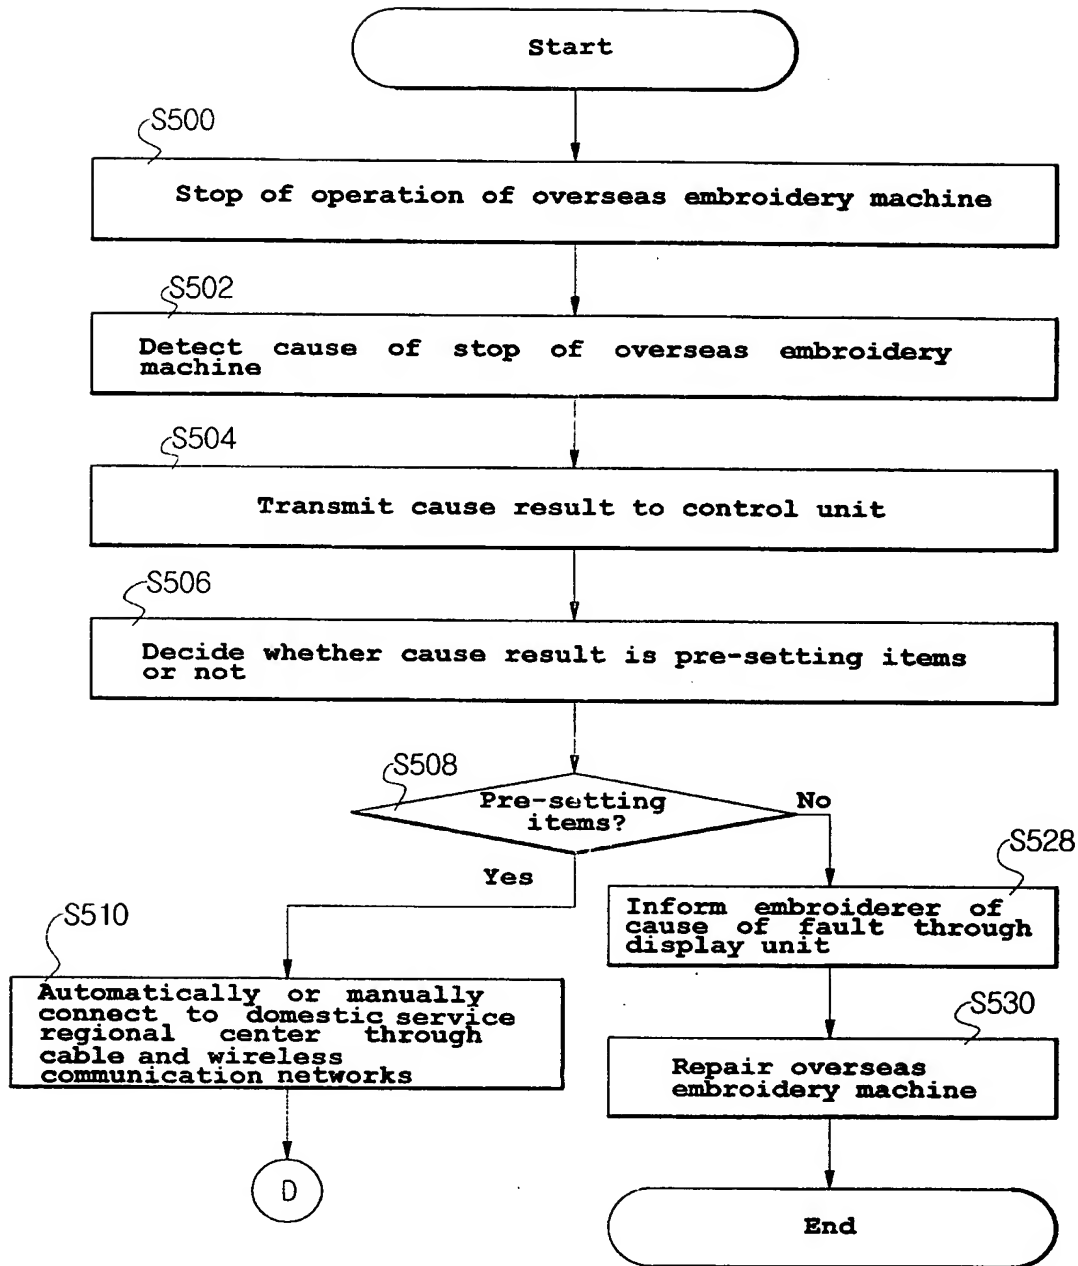 Start
S500
Stop of operation of overseas embroidery machine
S502
Detect cause of stop of overseas embroidery
machine
S504
Transmit cause result to control unit
S506
Decide whether cause result is pre-setting items
or not
S508
Pre-setting
items?
No
Yes
S528
Inform embroiderer of
cause of fault through
display unit
S510
Automatically or manually
connect to domestic service
regional center through
cable and wireless
communication networks
S530
Repair overseas
embroidery machine
D
End